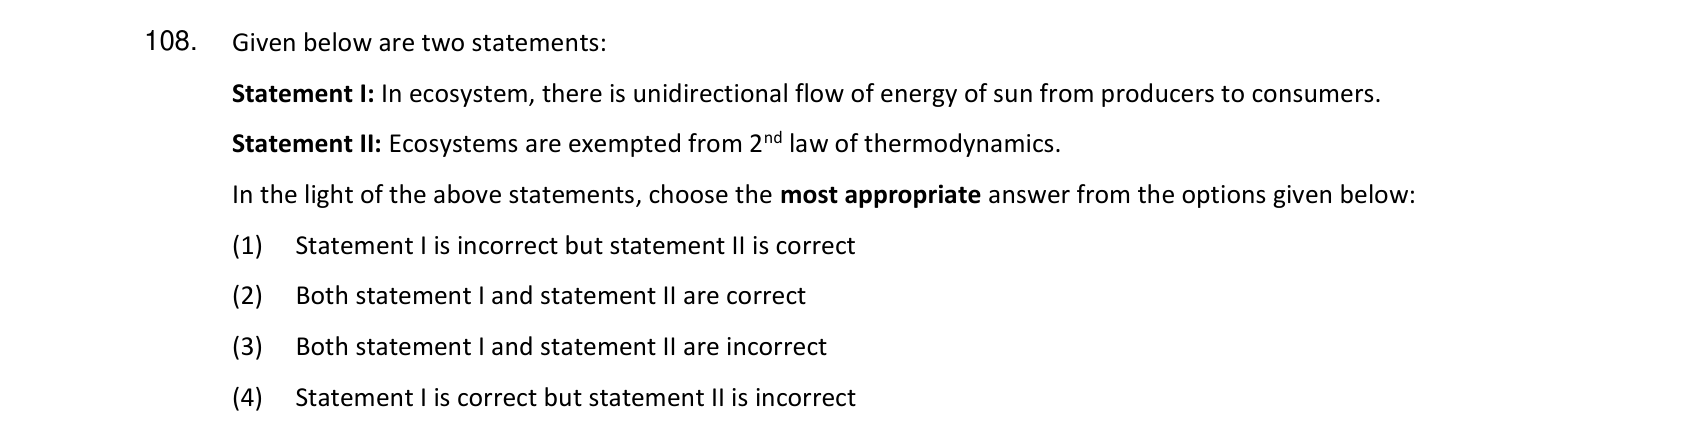 108. Given below are two statements:
Statement I: In ecosystem, there is unidirectional flow of energy of sun from producers to consumers.
Statement II: Ecosystems are exempted from 2nd law of thermodynamics.
In the light of the above statements, choose the most appropriate answer from the options given below:
(1) Statement I is incorrect but statement II is correct
(2) Both statement I and statement II are correct
(3) Both statement I and statement II are incorrect
(4) Statement I is correct but statement II is incorrect